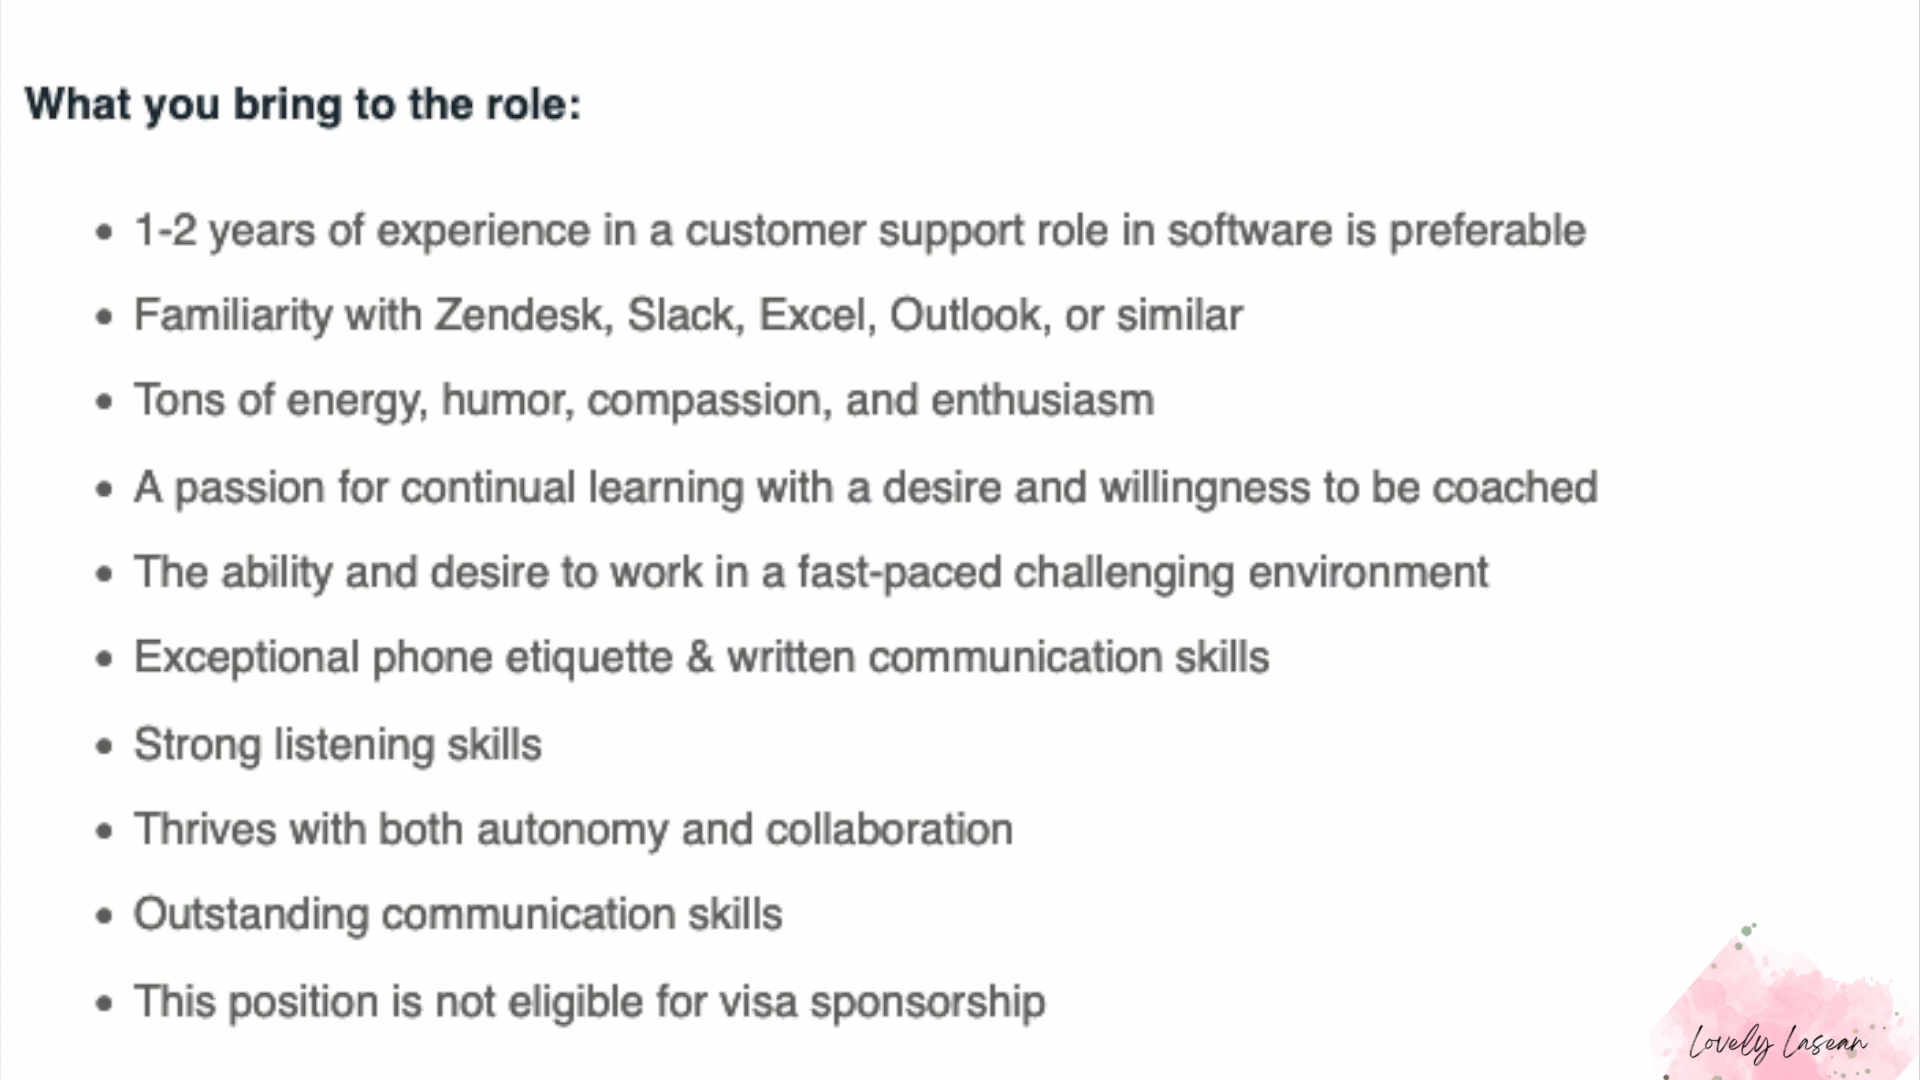 What you bring to the role:
• 1-2 years of experience in a customer support role in software is preferable
• Familiarity with Zendesk, Slack, Excel, Outlook, or similar
• Tons of energy, humor, compassion, and enthusiasm
• A passion for continual learning with a desire and willingness to be coached
• The ability and desire to work in a fast-paced challenging environment
• Exceptional phone etiquette & written communication skills
• Strong listening skills
• Thrives with both autonomy and collaboration
• Outstanding communication skills
• This position is not eligible for visa sponsorship
Lovely Lasean